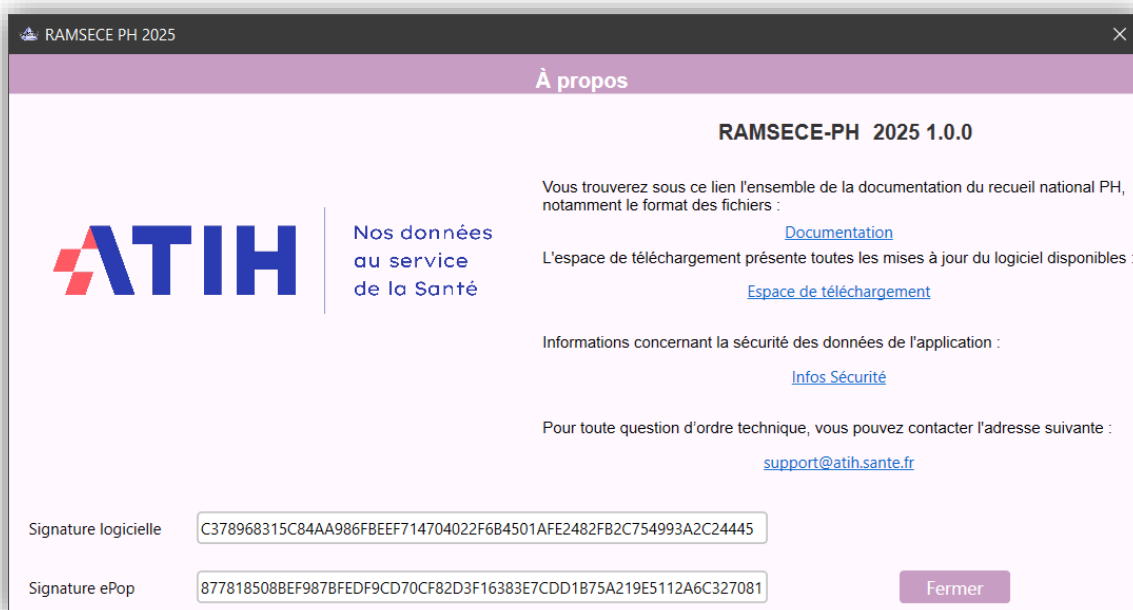 RAMSECE PH 2025
À propos
RAMSECE-PH 2025 1.0.0
Vous trouverez sous ce lien l'ensemble de la documentation du recueil national PH,
notamment le format des fichiers :
Documentation
L'espace de téléchargement présente toutes les mises à jour du logiciel disponibles :
Espace de téléchargement
ATIH
Nos données
au service
de la Santé
Informations concernant la sécurité des données de l'application :
Infos Sécurité
Pour toute question d'ordre technique, vous pouvez contacter l'adresse suivante :
support@atih.sante.fr
Signature logicielle C378968315C84AA986FBEEF714704022F6B4501AFE2482FB2C754993A2C24445
Signature ePop 877818508BEF987BFEDF9CD70CF82D3F16383E7CDD1B75A219E5112A6C327081
Fermer